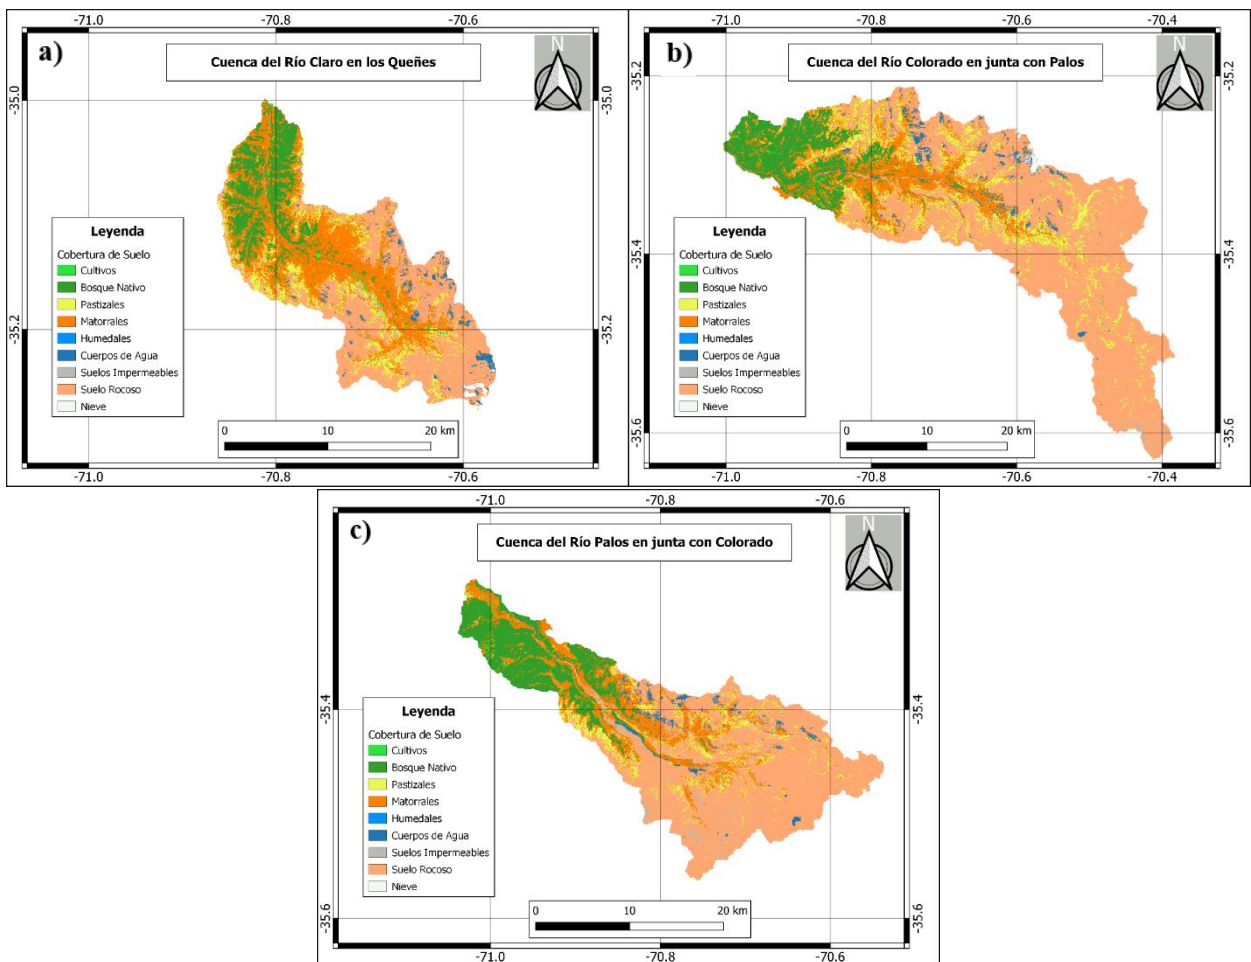 -71.0 -70.8 -70.6
a)
Cuenca del Río Claro en los Queñes
N
-35.0 -35.0
Leyenda
Cobertura de Suelo
Cultivos
Bosque Nativo
Pastizales
Matorrales
Humedales
Cuerpos de Agua
Suelos Impermeables
Suelo Rocoso
Nieve
-35.2 -35.2
0 10 20 km
-71.0 -70.8 -70.6
-71.0 -70.8 -70.6 -70.4
b)
Cuenca del Río Colorado en junta con Palos
N
-35.2 -35.2
Leyenda
Cobertura de Suelo
Cultivos
Bosque Nativo
Pastizales
Matorrales
Humedales
Cuerpos de Agua
Suelos Impermeables
Suelo Rocoso
Nieve
-35.4 -35.4
0 10 20 km
-35.6 -35.6
-71.0 -70.8 -70.6 -70.4
-71.0 -70.8 -70.6
c)
Cuenca del Río Palos en junta con Colorado
N
-35.4 -35.4
Leyenda
Cobertura de Suelo
Cultivos
Bosque Nativo
Pastizales
Matorrales
Humedales
Cuerpos de Agua
Suelos Impermeables
Suelo Rocoso
Nieve
0 10 20 km
-35.6 -35.6
-71.0 -70.8 -70.6